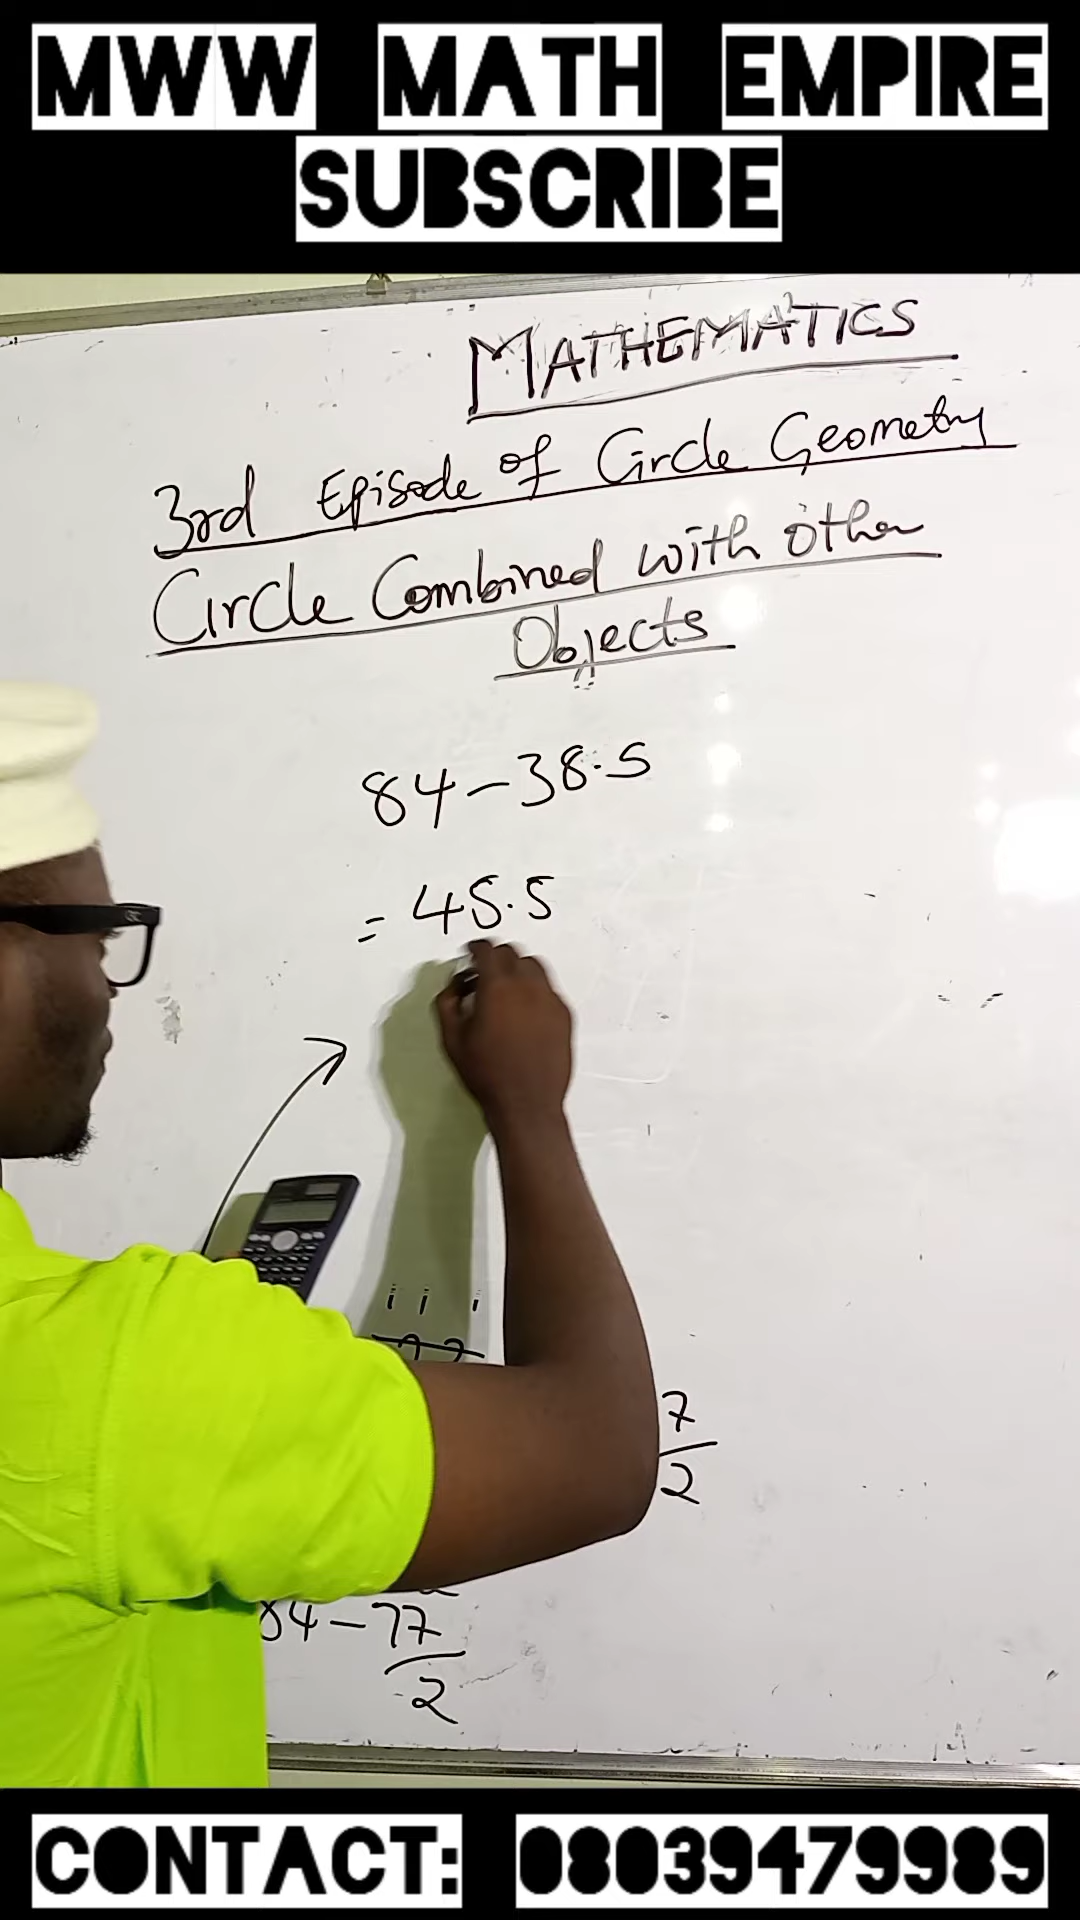 MWW MATH EMPIRE
SUBSCRIBE
MATHEMATICS
3rd Episode of Circle Geometry
Circle Combined with other
Objects
84-38.5
= 45.5
7
2
84-77
2
CONTACT: 08039479989